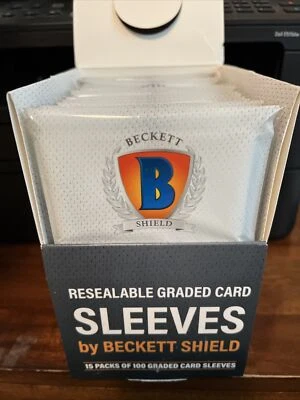 BECKETT
B
SHIELD
RESEALABLE GRADED CARD
SLEEVES
by BECKETT SHIELD
15 PACKS OF 100 GRADED CARD SLEEVES